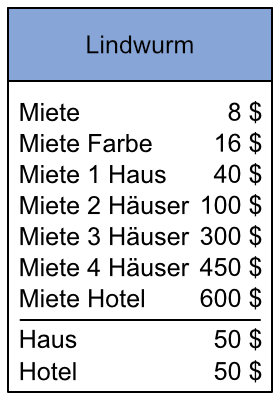 Lindwurm
Miete 8 $
Miete Farbe 16 $
Miete 1 Haus 40 $
Miete 2 Häuser 100 $
Miete 3 Häuser 300 $
Miete 4 Häuser 450 $
Miete Hotel 600 $
Haus 50 $
Hotel 50 $